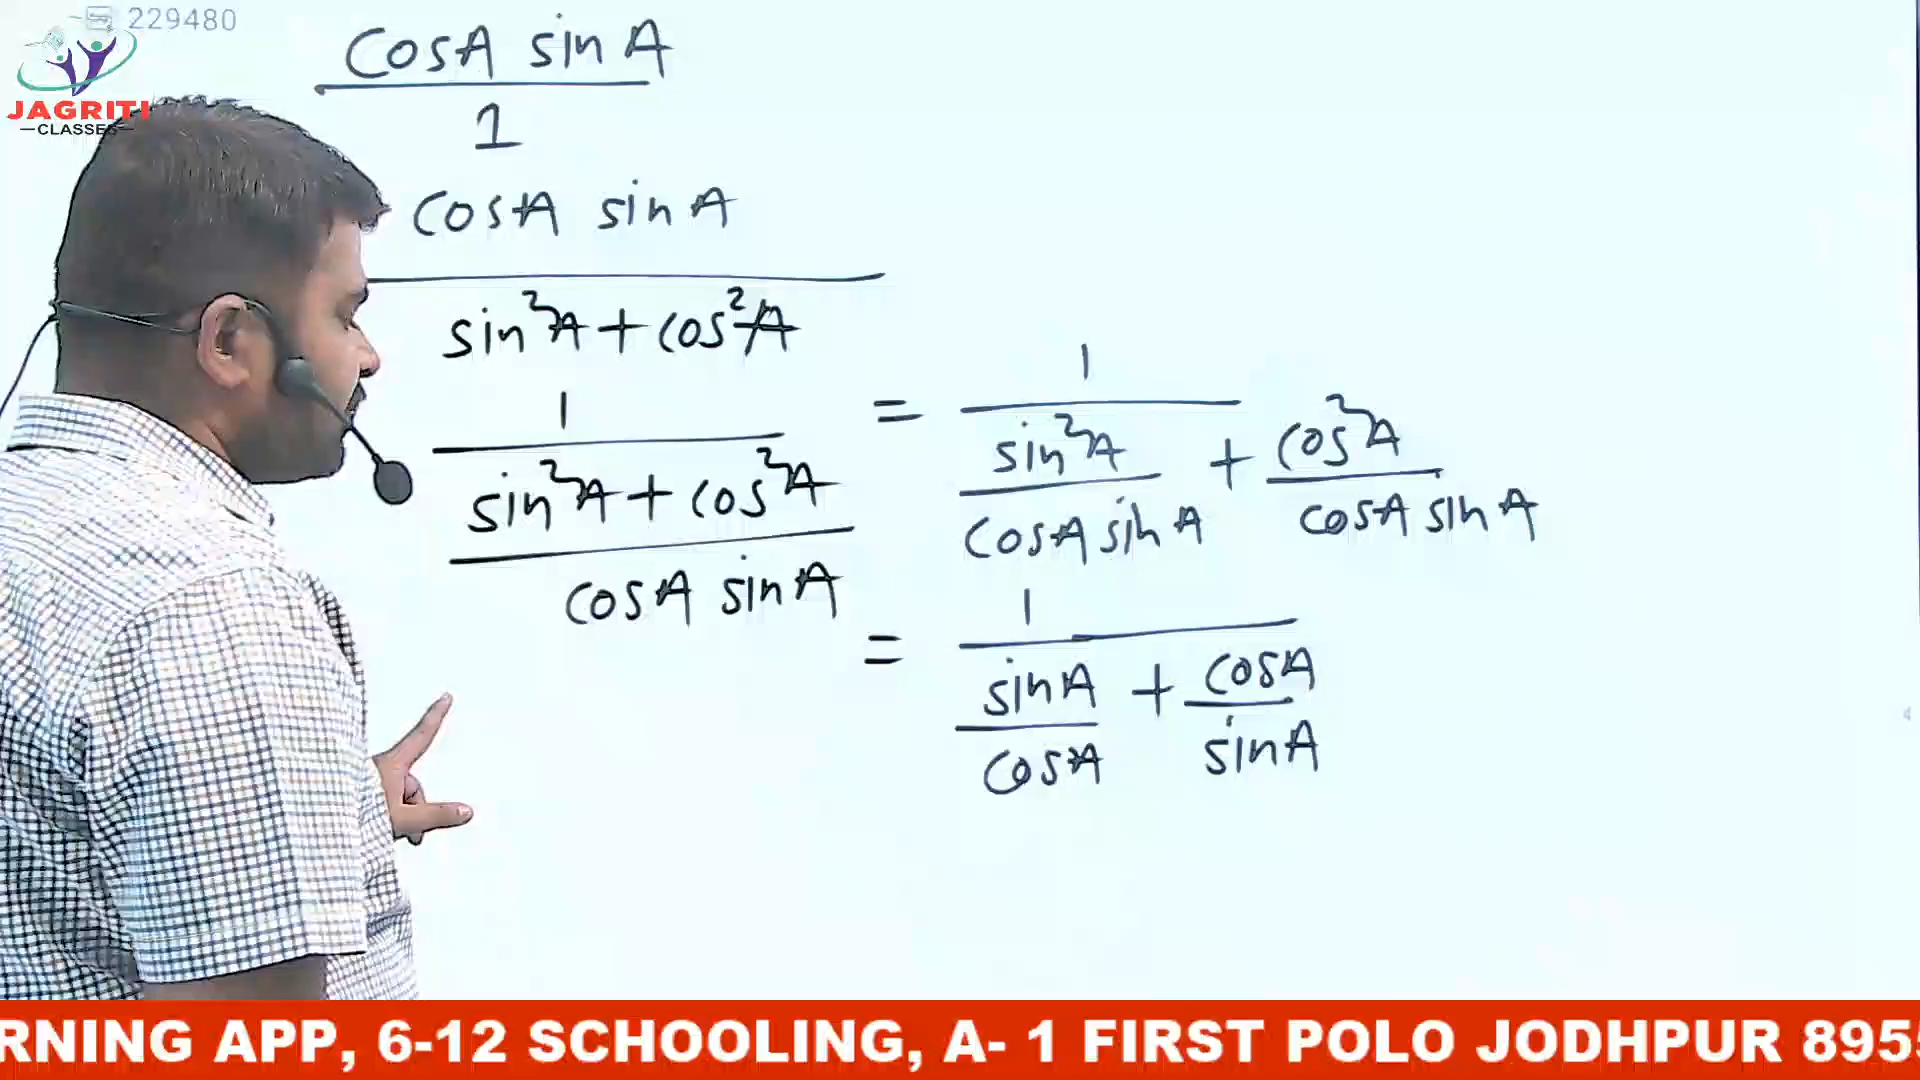 229480
JAGRITI
CLASSES
cosA sinA
1
cosA sinA
sin²A + cos²A
1
sin²A + cos²A
cosA sinA
= 1
sin²A + cos²A
cosA sinA cosA sinA
= 1
sinA + cosA
cosA sinA
RNING APP, 6-12 SCHOOLING, A- 1 FIRST POLO JODHPUR 895